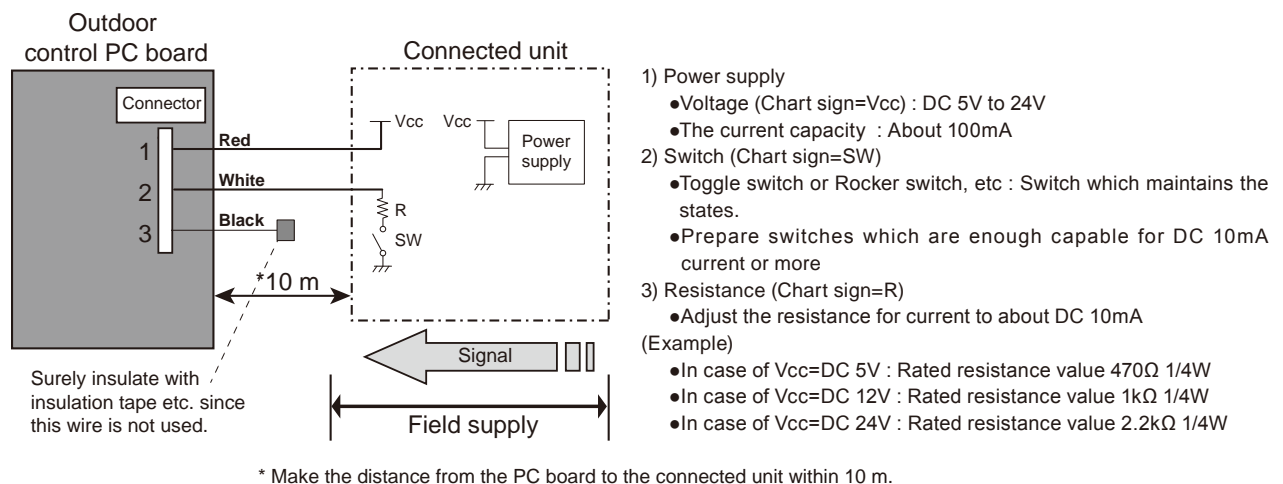 Outdoor
control PC board
Connector
1
2
3
Red
White
Black
*10 m
Surely insulate with
insulation tape etc. since
this wire is not used.
Connected unit
Vcc
Vcc
Power
supply
R
SW
Signal
Field supply
1) Power supply
●Voltage (Chart sign=Vcc) : DC 5V to 24V
●The current capacity : About 100mA
2) Switch (Chart sign=SW)
●Toggle switch or Rocker switch, etc : Switch which maintains the
states.
●Prepare switches which are enough capable for DC 10mA
current or more
3) Resistance (Chart sign=R)
●Adjust the resistance for current to about DC 10mA
(Example)
●In case of Vcc=DC 5V : Rated resistance value 470Ω 1/4W
●In case of Vcc=DC 12V : Rated resistance value 1kΩ 1/4W
●In case of Vcc=DC 24V : Rated resistance value 2.2kΩ 1/4W
* Make the distance from the PC board to the connected unit within 10 m.